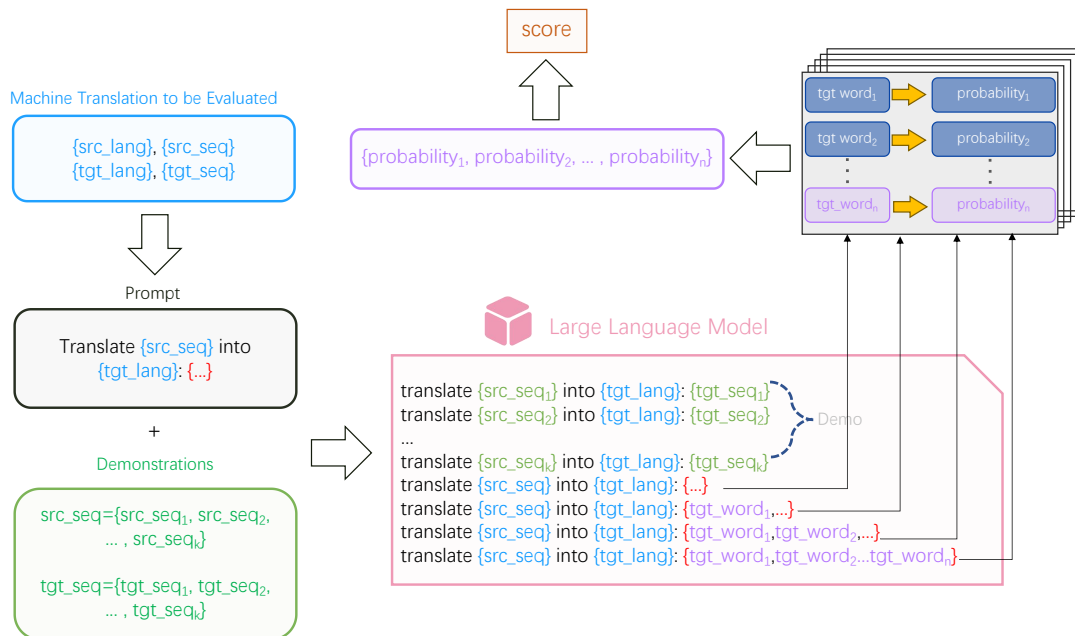 score
Machine Translation to be Evaluated
{src_lang}, {src_seq}
{tgt_lang}, {tgt_seq}
{probability₁, probability₂, ... , probabilityₙ}
tgt word₁
probability₁
tgt word₂
probability₂
tgt_wordₙ
probabilityₙ
Prompt
Translate {src_seq} into
{tgt_lang}: {...}
+
Demonstrations
src_seq={src_seq₁, src_seq₂,
... , src_seqₖ}
tgt_seq={tgt_seq₁, tgt_seq₂,
... , tgt_seqₖ}
Large Language Model
translate {src_seq₁} into {tgt_lang}: {tgt_seq₁}
translate {src_seq₂} into {tgt_lang}: {tgt_seq₂}
...
translate {src_seqₖ} into {tgt_lang}: {tgt_seqₖ}
Demo
translate {src_seq} into {tgt_lang}: {...}
translate {src_seq} into {tgt_lang}: {tgt_word₁,...}
translate {src_seq} into {tgt_lang}: {tgt_word₁,tgt_word₂,...}
translate {src_seq} into {tgt_lang}: {tgt_word₁,tgt_word₂...tgt_wordₙ}